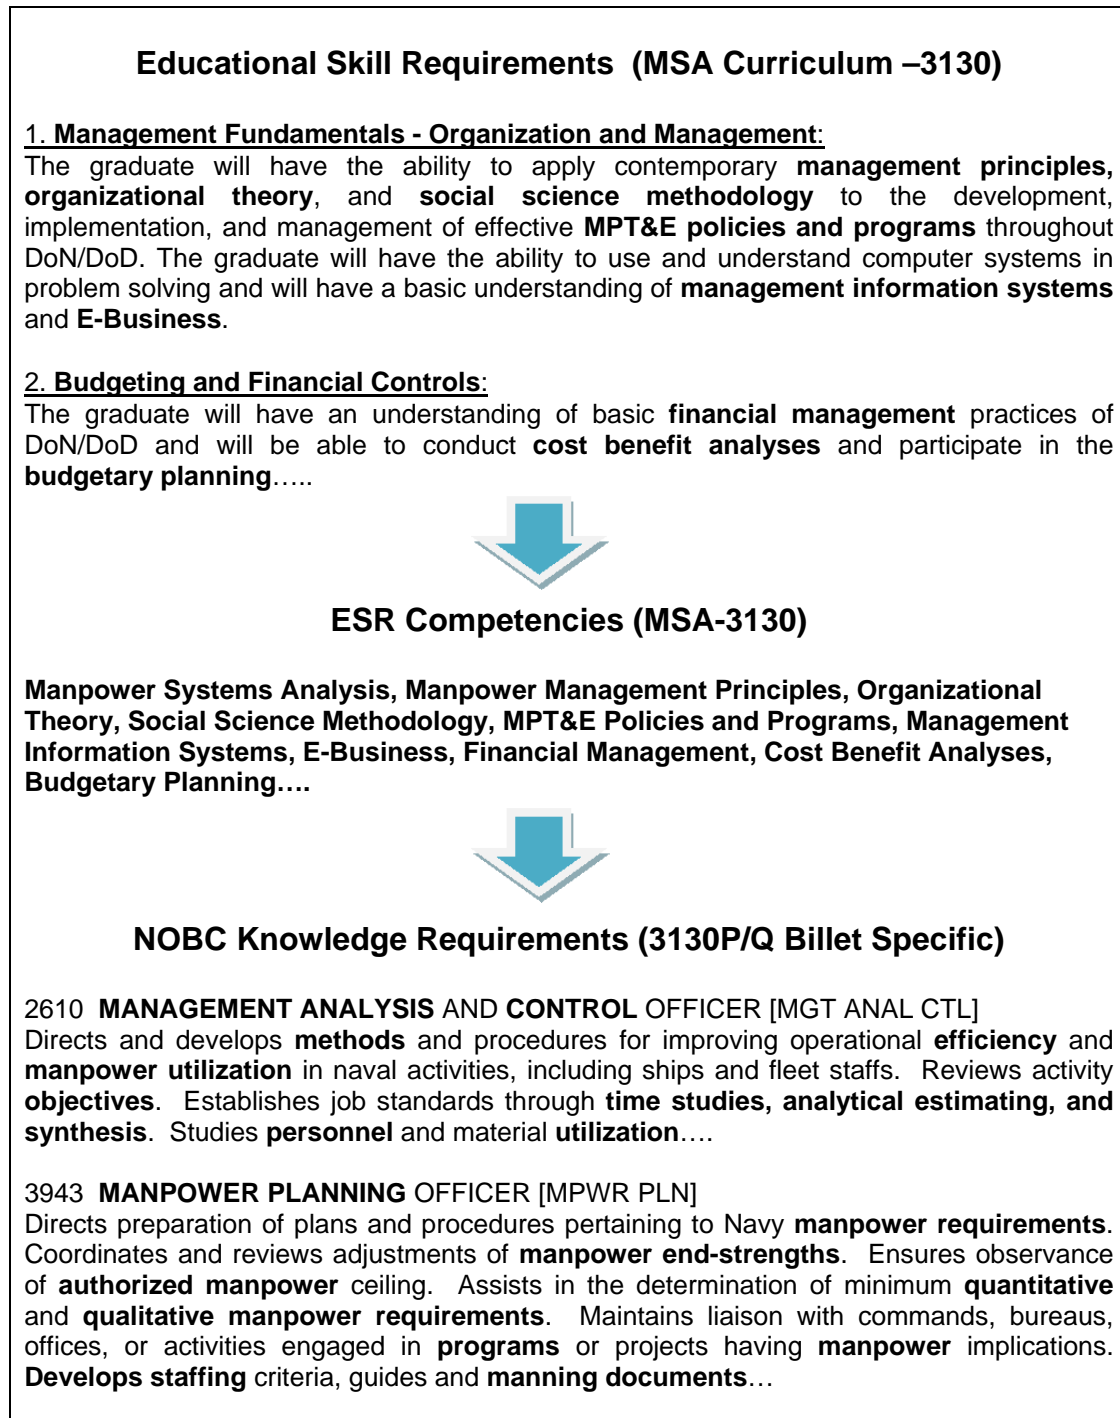 Educational Skill Requirements (MSA Curriculum –3130)
1. Management Fundamentals - Organization and Management:
The graduate will have the ability to apply contemporary management principles,
organizational theory, and social science methodology to the development,
implementation, and management of effective MPT&E policies and programs throughout
DoN/DoD. The graduate will have the ability to use and understand computer systems in
problem solving and will have a basic understanding of management information systems
and E-Business.
2. Budgeting and Financial Controls:
The graduate will have an understanding of basic financial management practices of
DoN/DoD and will be able to conduct cost benefit analyses and participate in the
budgetary planning…..
ESR Competencies (MSA-3130)
Manpower Systems Analysis, Manpower Management Principles, Organizational
Theory, Social Science Methodology, MPT&E Policies and Programs, Management
Information Systems, E-Business, Financial Management, Cost Benefit Analyses,
Budgetary Planning….
NOBC Knowledge Requirements (3130P/Q Billet Specific)
2610 MANAGEMENT ANALYSIS AND CONTROL OFFICER [MGT ANAL CTL]
Directs and develops methods and procedures for improving operational efficiency and
manpower utilization in naval activities, including ships and fleet staffs. Reviews activity
objectives. Establishes job standards through time studies, analytical estimating, and
synthesis. Studies personnel and material utilization….
3943 MANPOWER PLANNING OFFICER [MPWR PLN]
Directs preparation of plans and procedures pertaining to Navy manpower requirements.
Coordinates and reviews adjustments of manpower end-strengths. Ensures observance
of authorized manpower ceiling. Assists in the determination of minimum quantitative
and qualitative manpower requirements. Maintains liaison with commands, bureaus,
offices, or activities engaged in programs or projects having manpower implications.
Develops staffing criteria, guides and manning documents…